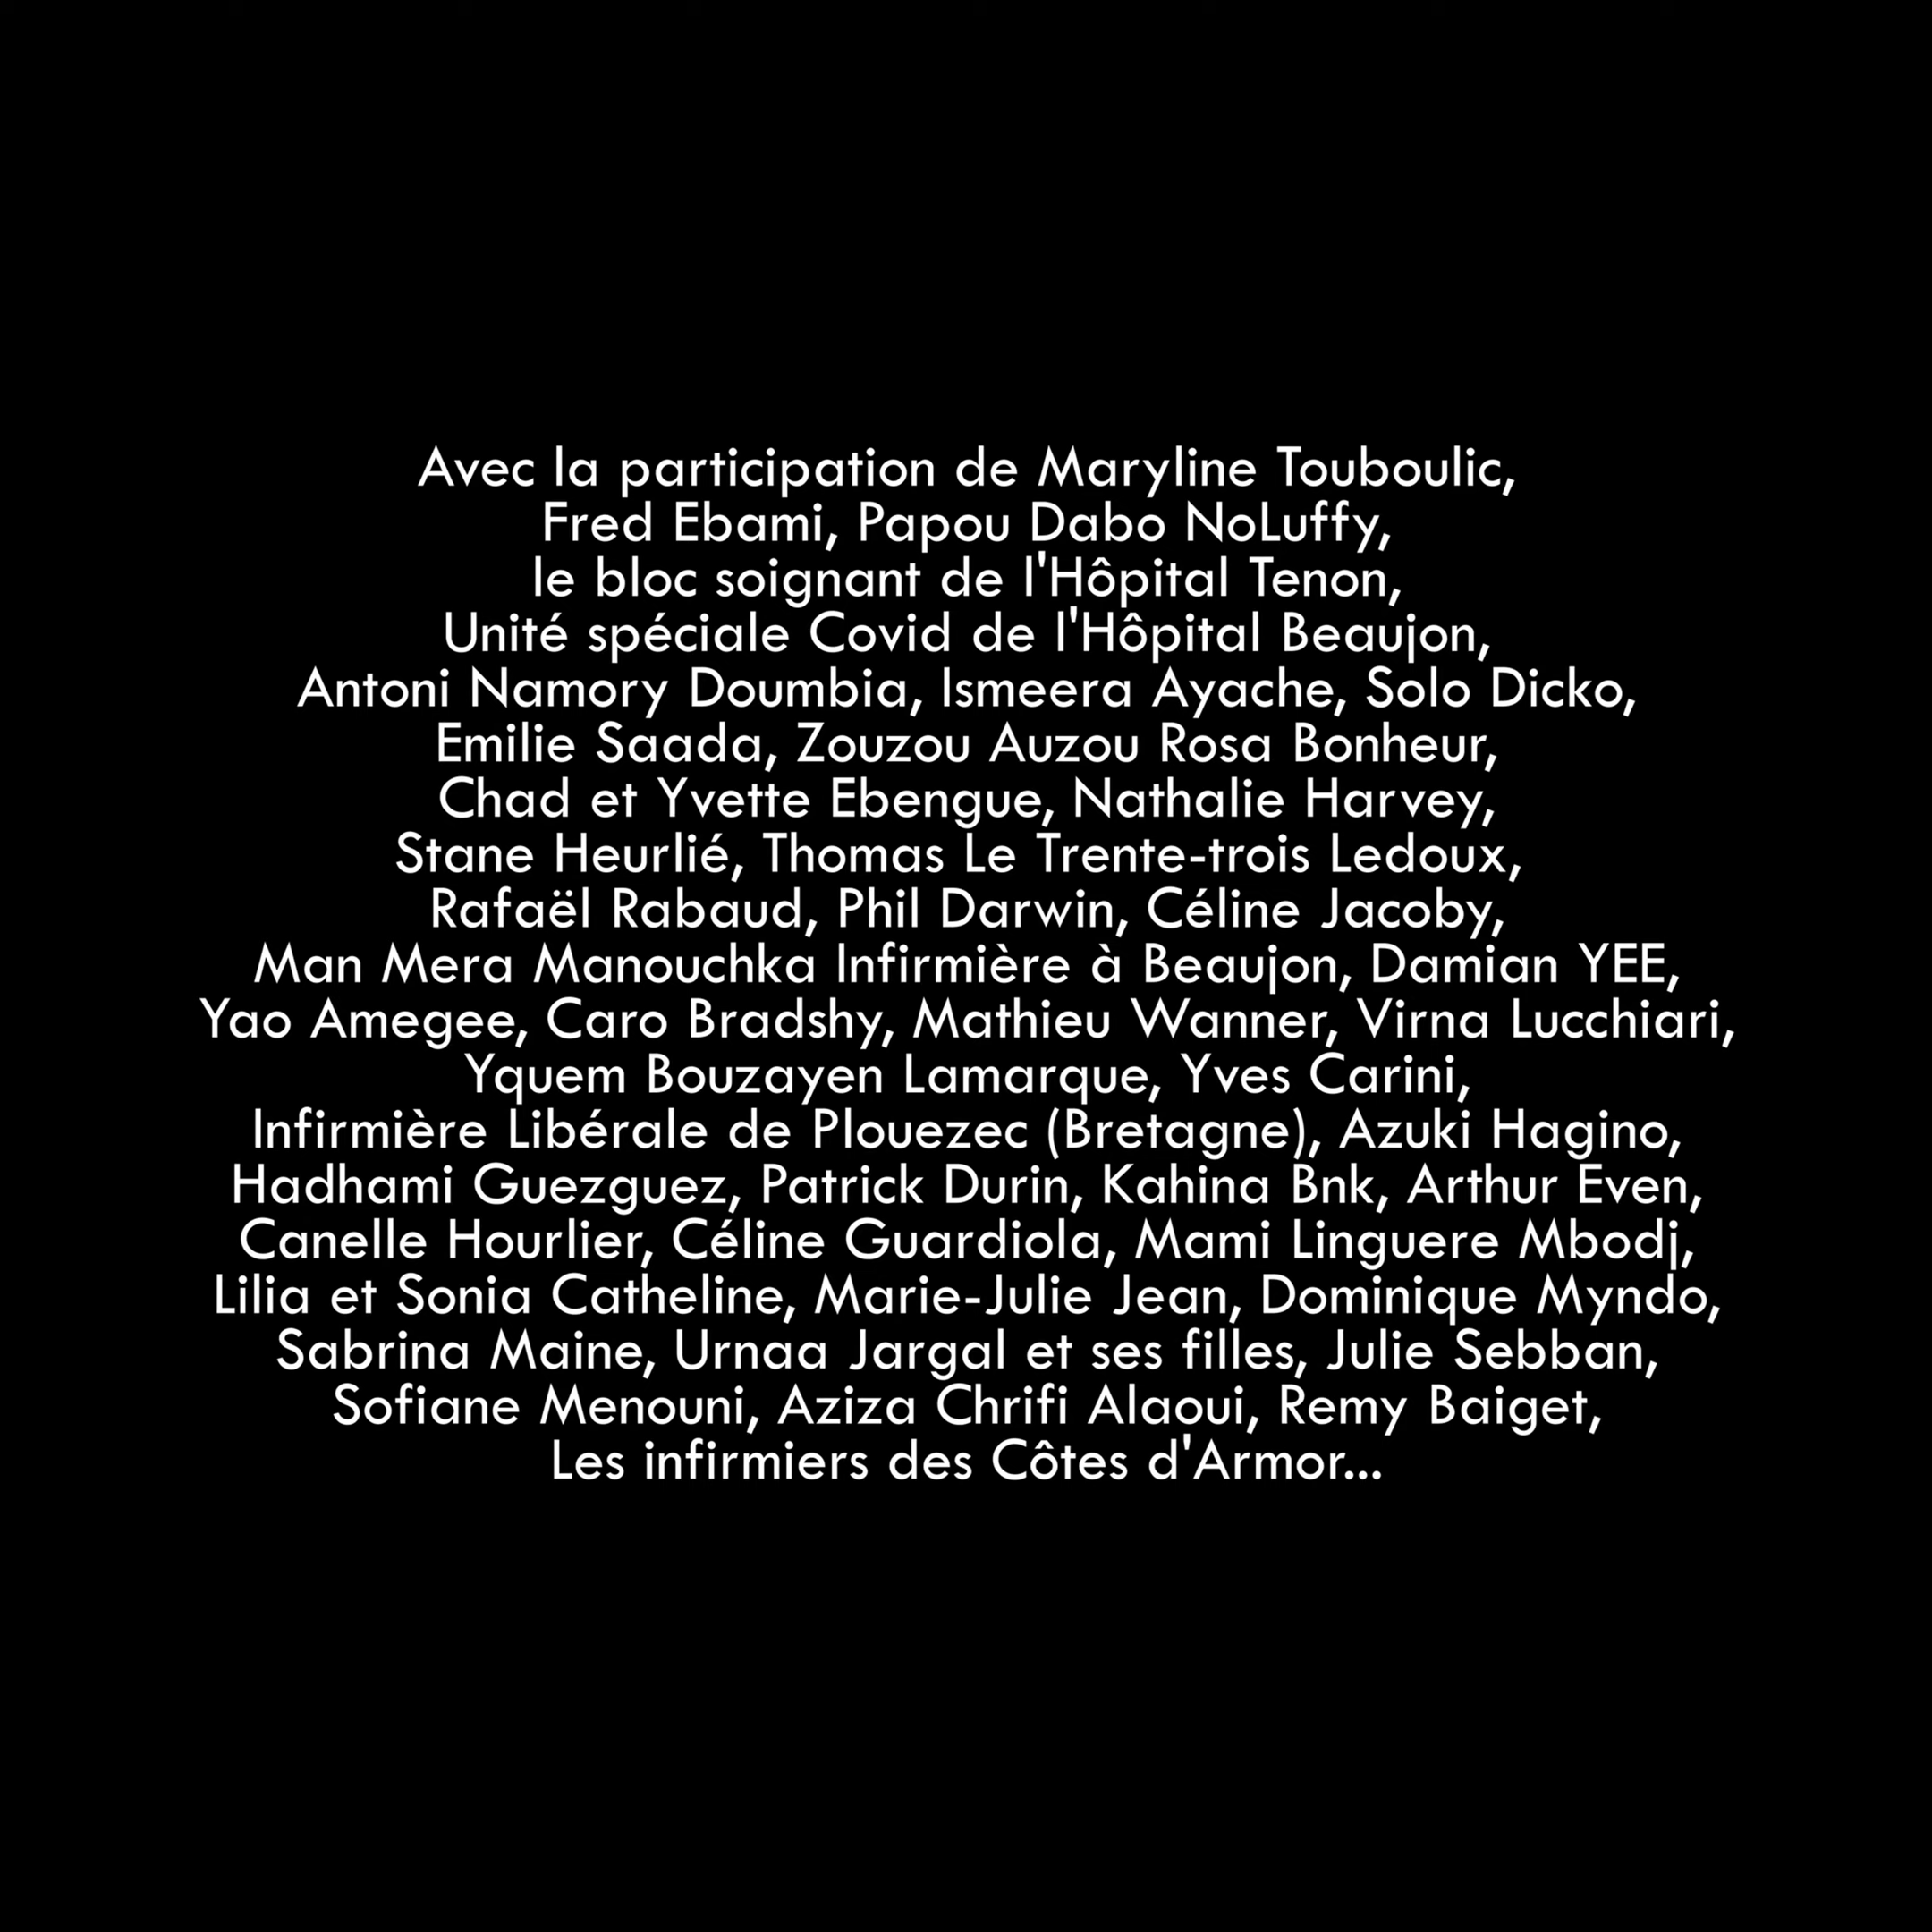 Avec la participation de Maryline Touboulic,
Fred Ebami, Papou Dabo NoLuffy,
le bloc soignant de l'Hôpital Tenon,
Unité spéciale Covid de l'Hôpital Beaujon,
Antoni Namory Doumbia, Ismeera Ayache, Solo Dicko,
Emilie Saada, Zouzou Auzou Rosa Bonheur,
Chad et Yvette Ebengue, Nathalie Harvey,
Stane Heurlié, Thomas Le Trente-trois Ledoux,
Rafaël Rabaud, Phil Darwin, Céline Jacoby,
Man Mera Manouchka Infirmière à Beaujon, Damian YEE,
Yao Amegee, Caro Bradshy, Mathieu Wanner, Virna Lucchiari,
Yquem Bouzayen Lamarque, Yves Carini,
Infirmière Libérale de Plouezec (Bretagne), Azuki Hagino,
Hadhami Guezguez, Patrick Durin, Kahina Bnk, Arthur Even,
Canelle Hourlier, Céline Guardiola, Mami Linguere Mbodj,
Lilia et Sonia Catheline, Marie-Julie Jean, Dominique Myndo,
Sabrina Maine, Urnaa Jargal et ses filles, Julie Sebban,
Sofiane Menouni, Aziza Chrifi Alaoui, Remy Baiget,
Les infirmiers des Côtes d'Armor...